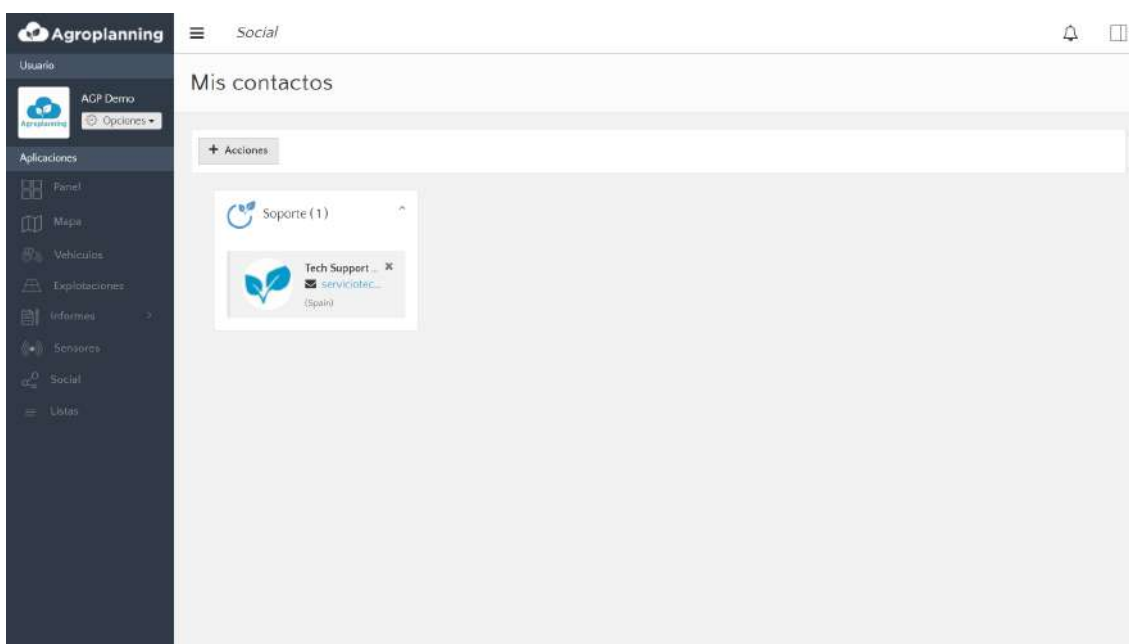 Agroplanning
Social
Usuario
AGP Demo
Agroplanning
Opciones
Mis contactos
Aplicaciones
Panel
Mapa
Vehículos
Explotaciones
Informes
Sensores
Social
Listas
+ Acciones
Soporte (1)
Tech Support ...
serviciotec...
(Spain)